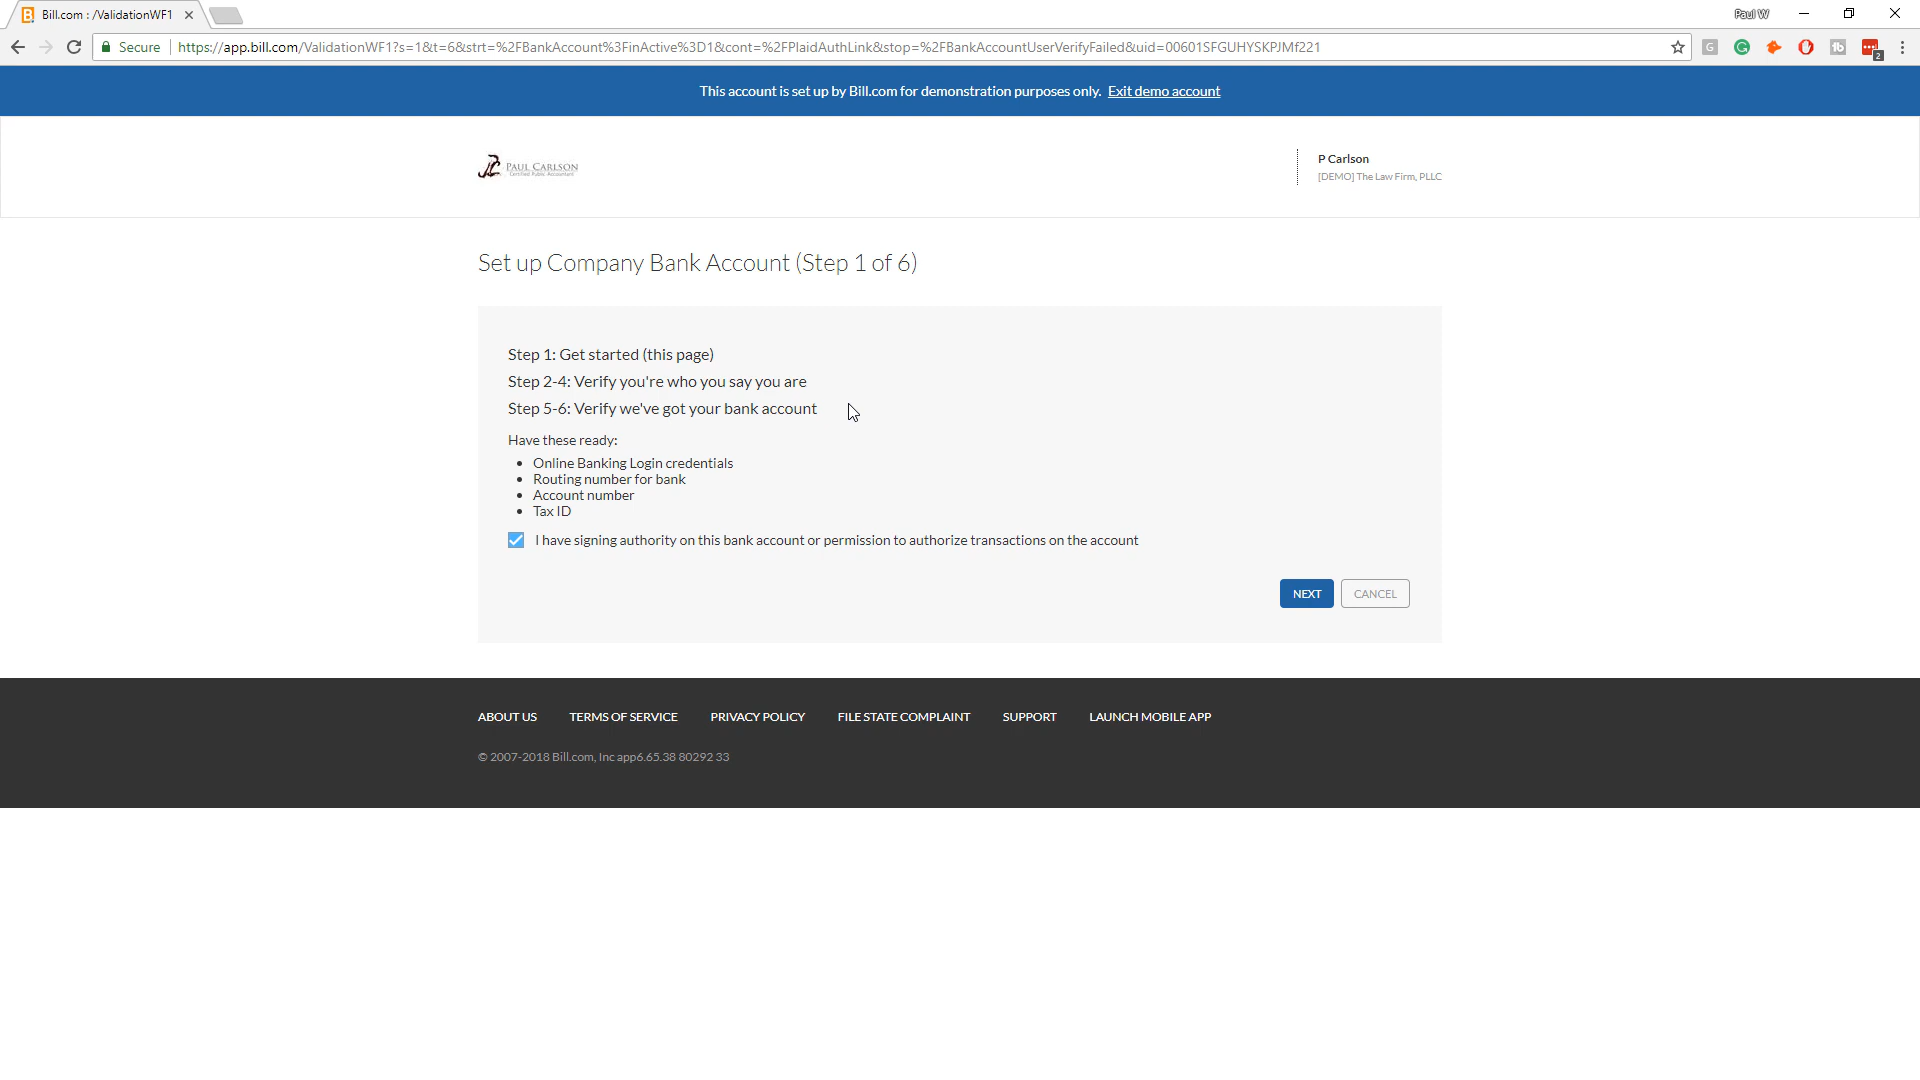 Bill.com : /ValidationWF1
Paul W
Secure
https://app.bill.com/ValidationWF1?s=1&t=6&strt=%2FBankAccount%3FinActive%3D1&cont=%2FPlaidAuthLink&stop=%2FBankAccountUserVerifyFailed&uid=00601SFGUHYSKPJMf221
2
This account is set up by Bill.com for demonstration purposes only. Exit demo account
PAUL CARLSON
Certified Public Accountant
P Carlson
[DEMO] The Law Firm, PLLC
Set up Company Bank Account (Step 1 of 6)
Step 1: Get started (this page)
Step 2-4: Verify you're who you say you are
Step 5-6: Verify we've got your bank account
Have these ready:
• Online Banking Login credentials
• Routing number for bank
• Account number
• Tax ID
I have signing authority on this bank account or permission to authorize transactions on the account
NEXT
CANCEL
ABOUT US TERMS OF SERVICE PRIVACY POLICY FILE STATE COMPLAINT SUPPORT LAUNCH MOBILE APP
© 2007-2018 Bill.com, Inc app6.65.38 80292 33